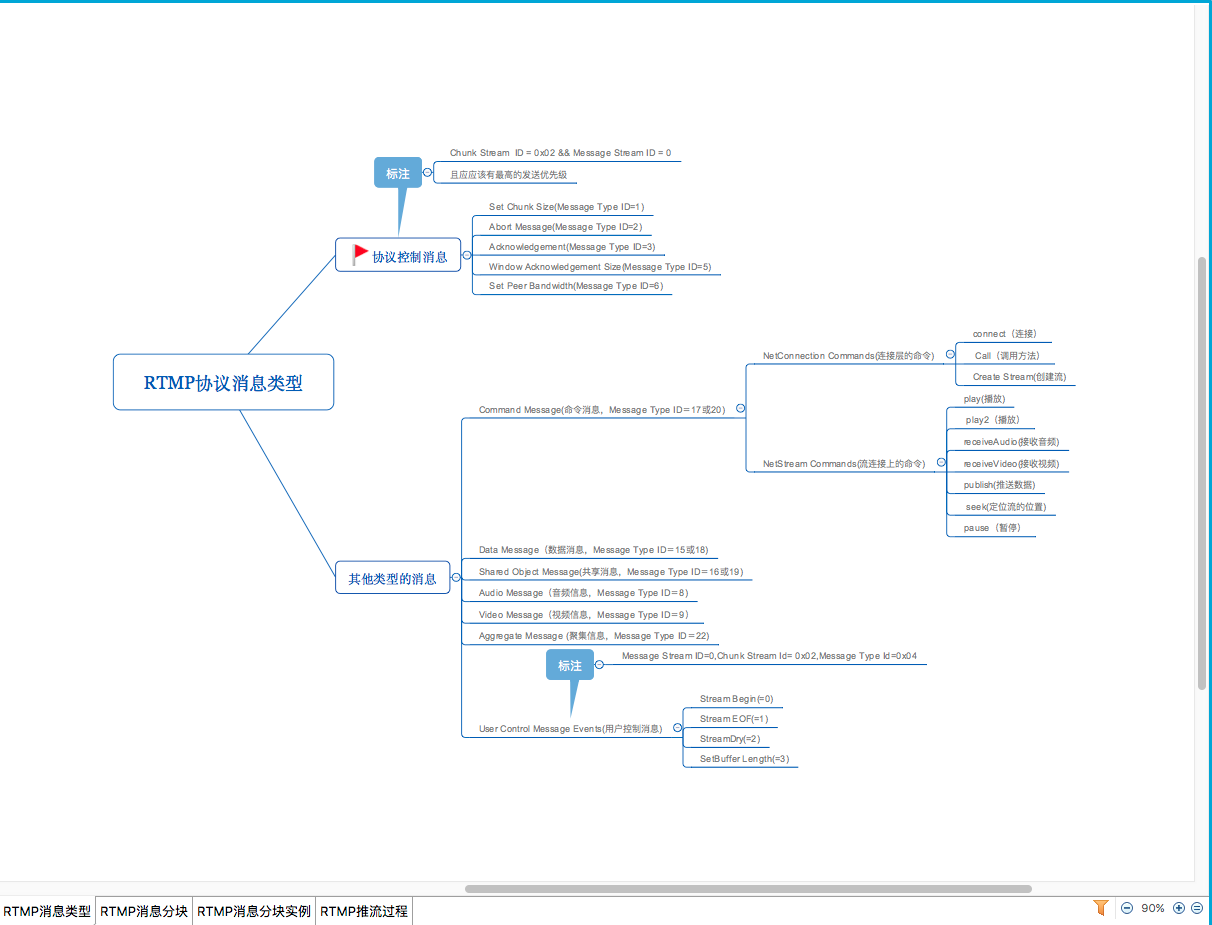 标注
Chunk Stream  ID = 0x02 && Message Stream ID = 0
且应应该有最高的发送优先级
协议控制消息
Set Chunk Size(Message Type ID=1)
Abort Message(Message Type ID=2)
Acknowledgement(Message Type ID=3)
Window Acknowledgement Size(Message Type ID=5)
Set Peer Bandwidth(Message Type ID=6)
RTMP协议消息类型
其他类型的消息
Command Message(命令消息，Message Type ID＝17或20)
NetConnection Commands(连接层的命令)
connect（连接）
Call（调用方法）
Create Stream(创建流)
NetStream Commands(流连接上的命令)
play(播放)
play2（播放）
receiveAudio(接收音频)
receiveVideo(接收视频)
publish(推送数据)
seek(定位流的位置)
pause（暂停）
Data Message（数据消息，Message Type ID＝15或18)
Shared Object Message(共享消息，Message Type ID＝16或19)
Audio Message（音频信息，Message Type ID＝8)
Video Message（视频信息，Message Type ID＝9）
Aggregate Message (聚集信息，Message Type ID＝22)
标注
Message Stream ID=0,Chunk Stream Id= 0x02,Message Type Id=0x04
User Control Message Events(用户控制消息)
Stream Begin(=0)
Stream EOF(=1)
StreamDry(=2)
SetBuffer Length(=3)
RTMP消息类型
RTMP消息分块
RTMP消息分块实例
RTMP推流过程
90%